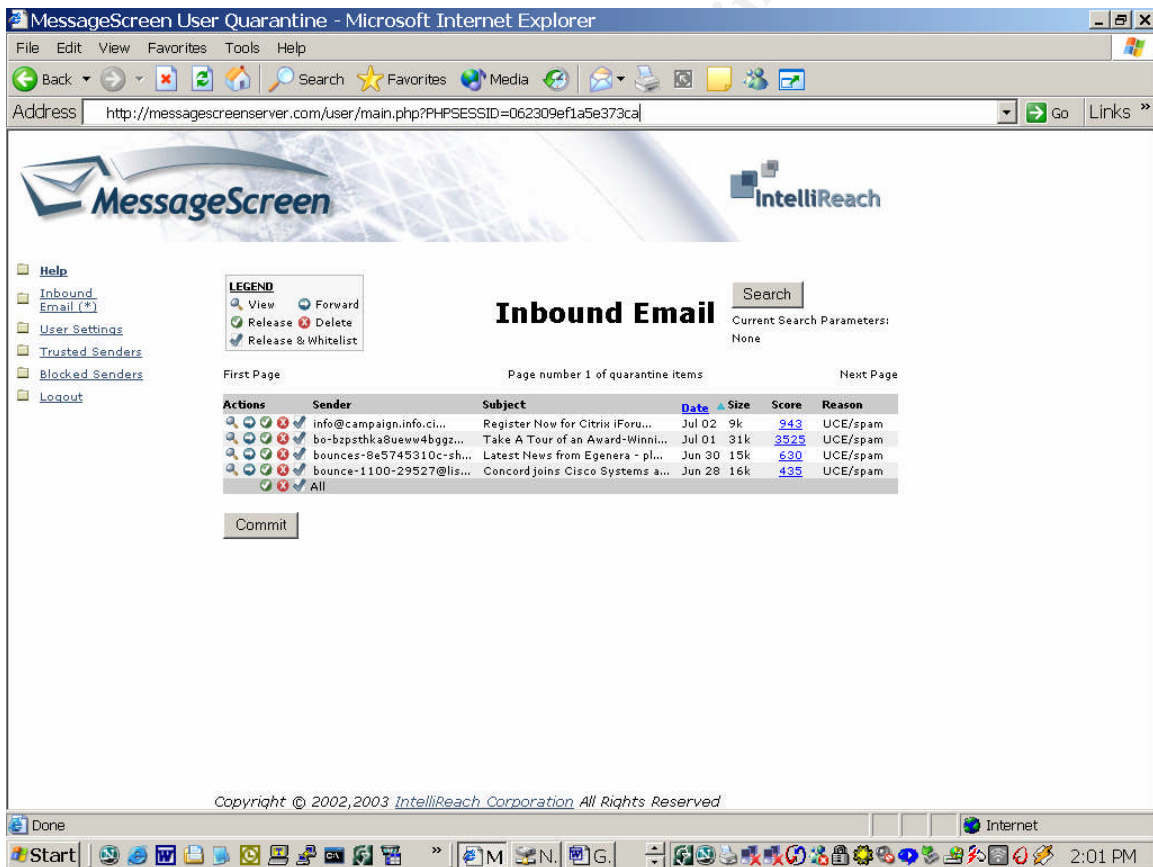 MessageScreen User Quarantine - Microsoft Internet Explorer
File Edit View Favorites Tools Help
Back Search Favorites Media
Address http://messagescreenserver.com/user/main.php?PHPSESSID=062309ef1a5e373ca Go Links »
MessageScreen
IntelliReach
Help
Inbound
Email (*)
User Settings
Trusted Senders
Blocked Senders
Logout
LEGEND
View Forward
Release Delete
Release & Whitelist
Inbound Email
Search
Current Search Parameters:
None
First Page Page number 1 of quarantine items Next Page
Actions Sender Subject Date Size Score Reason
info@campaign.info.ci... Register Now for Citrix iForu... Jul 02 9k 943 UCE/spam
bo-bzpsthka8ueww4bggz... Take A Tour of an Award-Winni... Jul 01 31k 3525 UCE/spam
bounces-8e5745310c-sh... Latest News from Egenera - pl... Jun 30 15k 630 UCE/spam
bounce-1100-29527@lis... Concord joins Cisco Systems a... Jun 28 16k 435 UCE/spam
All
Commit
Copyright © 2002,2003 IntelliReach Corporation All Rights Reserved
Done Internet
Start » M N. G. 2:01 PM